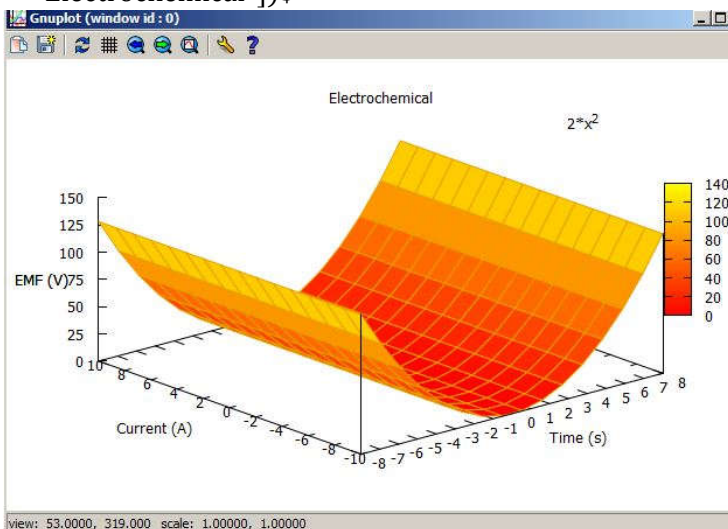 Electrochemical ])$
Gnuplot (window id : 0)
Electrochemical
2*x²
150
125
100
EMF (V)75
50
25
0
140
120
100
80
60
40
20
0
10 8 6 4 2 0 -2 -4 -6 -8 -10
Current (A)
-8 -7 -6 -5 -4 -3 -2 -1 0 1 2 3 4 5 6 7 8
Time (s)
view: 53.0000, 319.000 scale: 1.00000, 1.00000